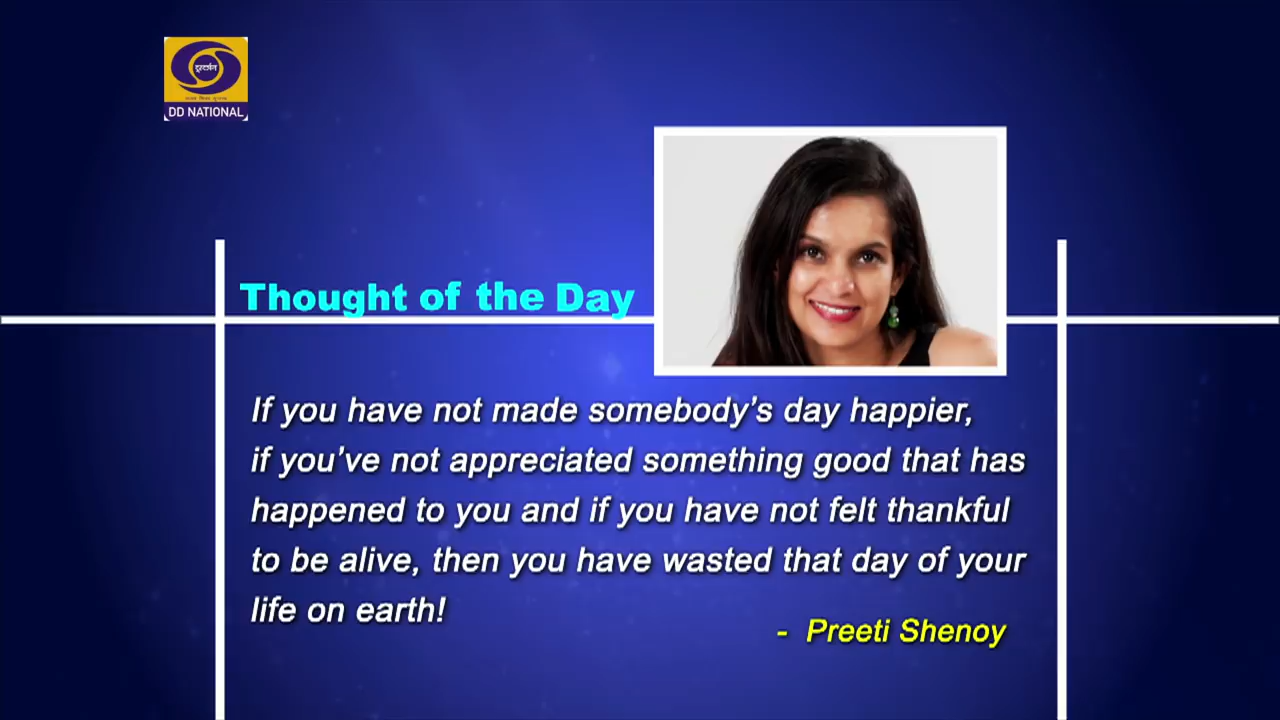 दूरदर्शन
DD NATIONAL
Thought of the Day
If you have not made somebody's day happier,
if you've not appreciated something good that has
happened to you and if you have not felt thankful
to be alive, then you have wasted that day of your
life on earth!
- Preeti Shenoy